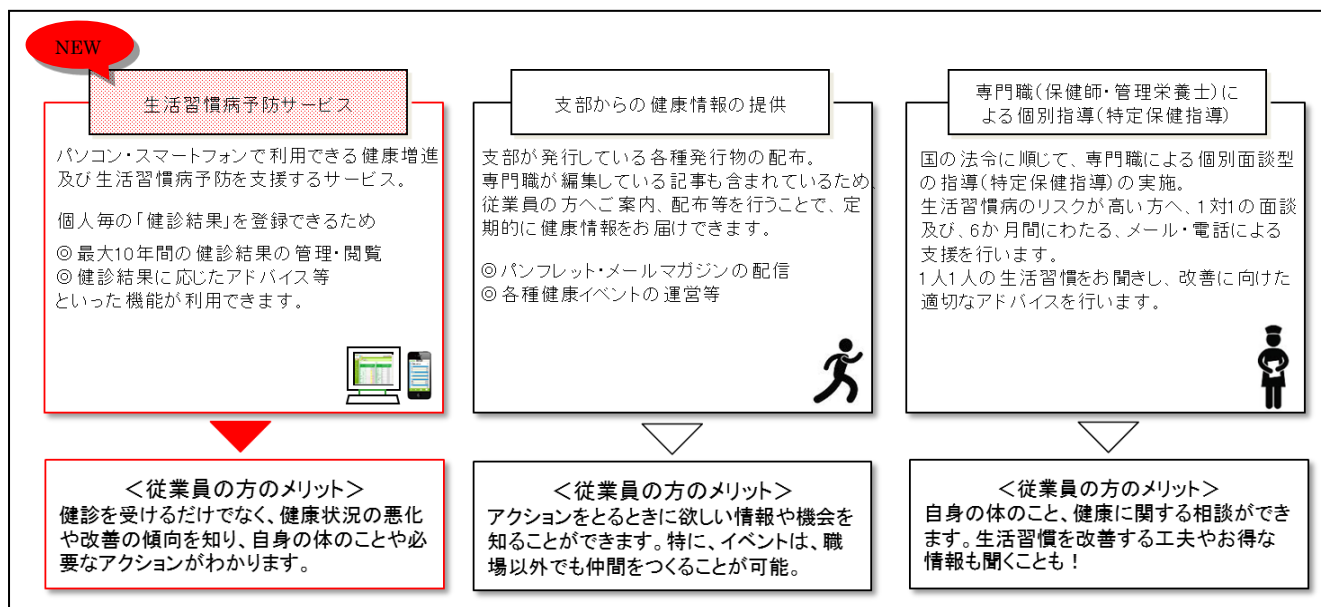 NEW
生活習慣病予防サービス
パソコン・スマートフォンで利用できる健康増進
及び生活習慣病予防を支援するサービス。
個人毎の「健診結果」を登録できるため
◎最大10年間の健診結果の管理・閲覧
◎健診結果に応じたアドバイス等
といった機能が利用できます。
＜従業員の方のメリット＞
健診を受けるだけでなく、健康状況の悪化
や改善の傾向を知り、自身の体のことや必
要なアクションがわかります。
支部からの健康情報の提供
支部が発行している各種発行物の配布。
専門職が編集している記事も含まれているため、
従業員の方へご案内、配布等を行うことで、定
期的に健康情報をお届けできます。
◎パンフレット・メールマガジンの配信
◎各種健康イベントの運営等
＜従業員の方のメリット＞
アクションをとるときに欲しい情報や機会を
知ることができます。特に、イベントは、職
場以外でも仲間をつくることが可能。
専門職（保健師・管理栄養士）に
よる個別指導（特定保健指導）
国の法令に順じて、専門職による個別面談型
の指導（特定保健指導）の実施。
生活習慣病のリスクが高い方へ、1対1の面談
及び、6か月間にわたる、メール・電話による
支援を行います。
1人1人の生活習慣をお聞きし、改善に向けた
適切なアドバイスを行います。
＜従業員の方のメリット＞
自身の体のこと、健康に関する相談ができ
ます。生活習慣を改善する工夫やお得な
情報も聞くことも！